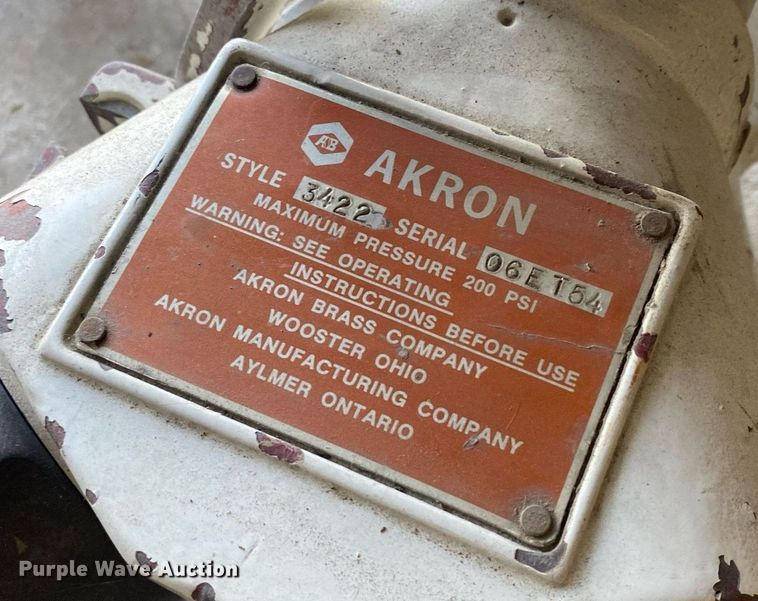 AB AKRON
STYLE 3422 SERIAL 06ET54
MAXIMUM PRESSURE 200 PSI
WARNING: SEE OPERATING
INSTRUCTIONS BEFORE USE
AKRON BRASS COMPANY
WOOSTER OHIO
AKRON MANUFACTURING COMPANY
AYLMER ONTARIO
Purple Wave Auction